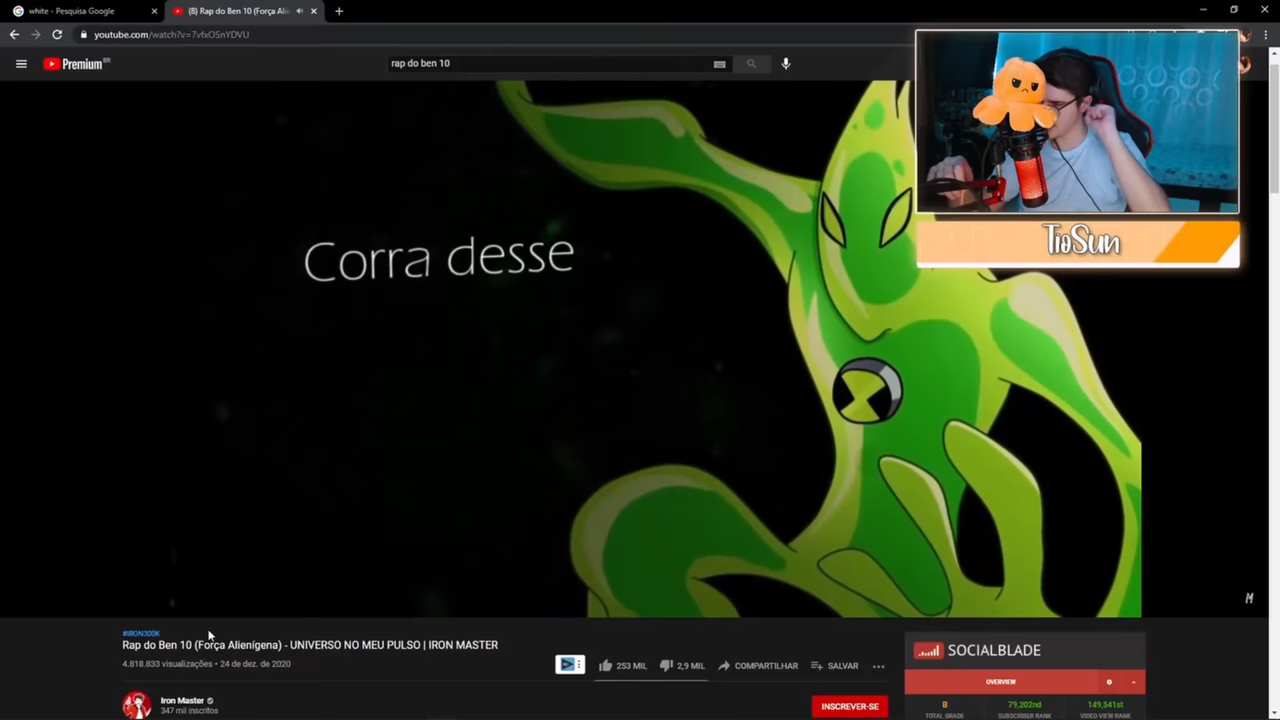 white - Pesquisa Google
(8) Rap do Ben 10 (Força Ali
youtube.com/watch?v=7vfxOSnYDVU
Premium BR
rap do ben 10
TioSun
Corra desse
M
#IRON300K
Rap do Ben 10 (Força Alienígena) - UNIVERSO NO MEU PULSO | IRON MASTER
4.818.833 visualizações • 24 de dez. de 2020
253 MIL
2,9 MIL
COMPARTILHAR
SALVAR
Iron Master
347 mil inscritos
INSCREVER-SE
SOCIALBLADE
OVERVIEW
B
79,202nd
149,541st
TOTAL GRADE
SUBSCRIBER RANK
VIDEO VIEW RANK